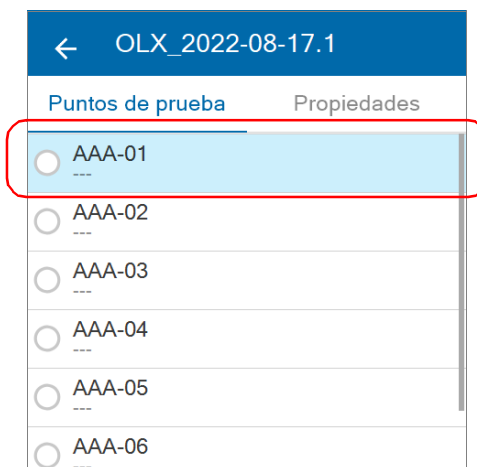 OLX_2022-08-17.1
Puntos de prueba Propiedades
AAA-01
---
AAA-02
---
AAA-03
---
AAA-04
---
AAA-05
---
AAA-06
---